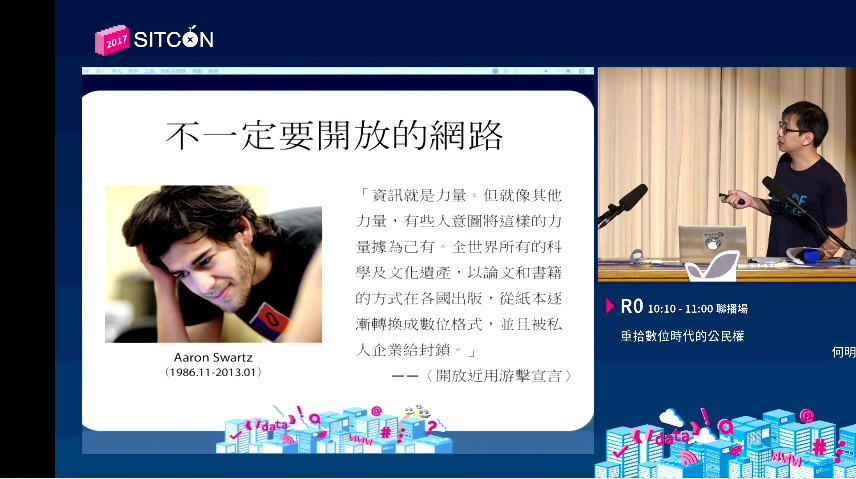 2017 SITCON
不一定要開放的網路
「資訊就是力量。但就像其他
力量,有些人意圖將這樣的力
量據為己有。全世界所有的科
學及文化遺產,以論文和書籍
的方式在各國出版,從紙本逐
漸轉換成數位格式,並且被私
人企業給封鎖。」
——〈開放近用游擊宣言〉
Aaron Swartz
(1986.11-2013.01)
R0 10:10 - 11:00 聯播場
重拾數位時代的公民權
何明